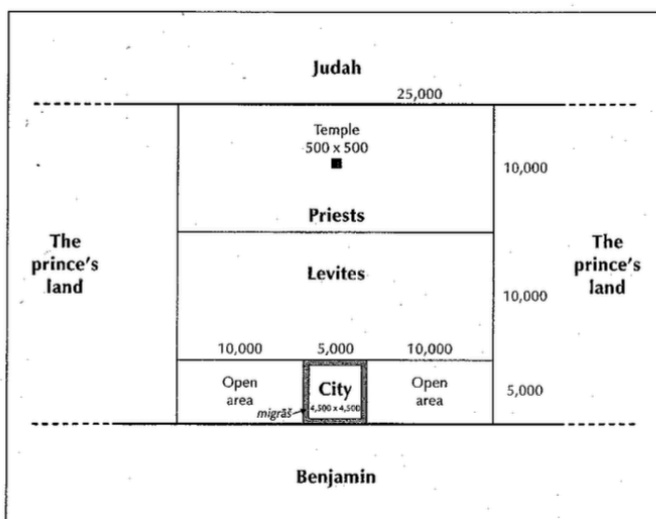 Judah
25,000
Temple
500 x 500
10,000
Priests
The
prince's
land
The
prince's
land
Levites
10,000
10,000
5,000
10,000
Open
area
City
4,500 x 4,500
migrāš
Open
area
5,000
Benjamin